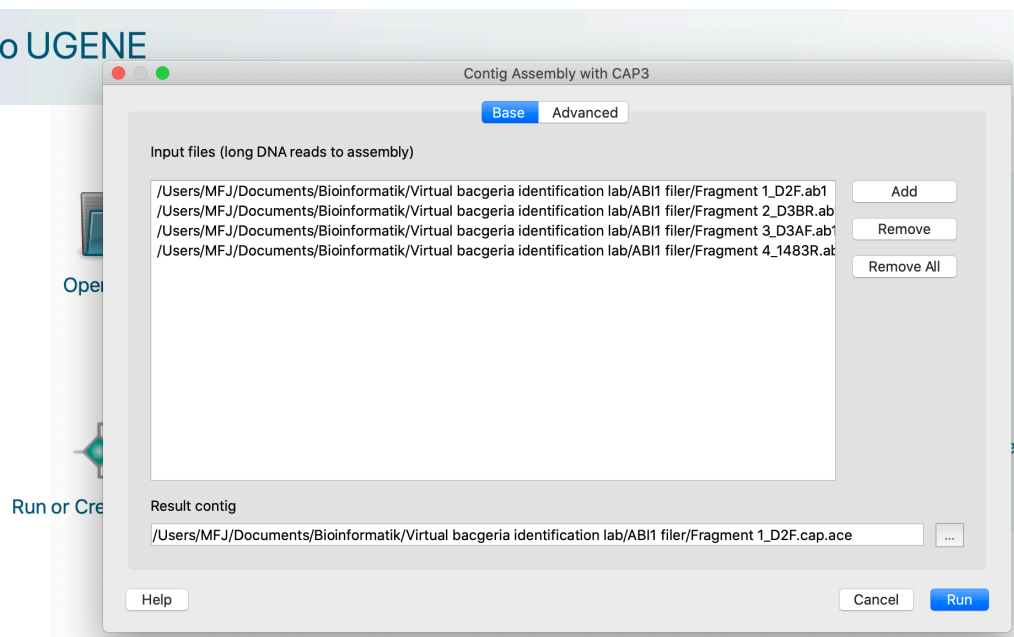 o UGENE
Contig Assembly with CAP3
Base Advanced
Input files (long DNA reads to assembly)
/Users/MFJ/Documents/Bioinformatik/Virtual bacgeria identification lab/ABI1 filer/Fragment 1_D2F.ab1
/Users/MFJ/Documents/Bioinformatik/Virtual bacgeria identification lab/ABI1 filer/Fragment 2_D3BR.ab
/Users/MFJ/Documents/Bioinformatik/Virtual bacgeria identification lab/ABI1 filer/Fragment 3_D3AF.ab1
/Users/MFJ/Documents/Bioinformatik/Virtual bacgeria identification lab/ABI1 filer/Fragment 4_1483R.ab
Add
Remove
Remove All
Oper
Run or Cre
Result contig
/Users/MFJ/Documents/Bioinformatik/Virtual bacgeria identification lab/ABI1 filer/Fragment 1_D2F.cap.ace
...
Help
Cancel
Run